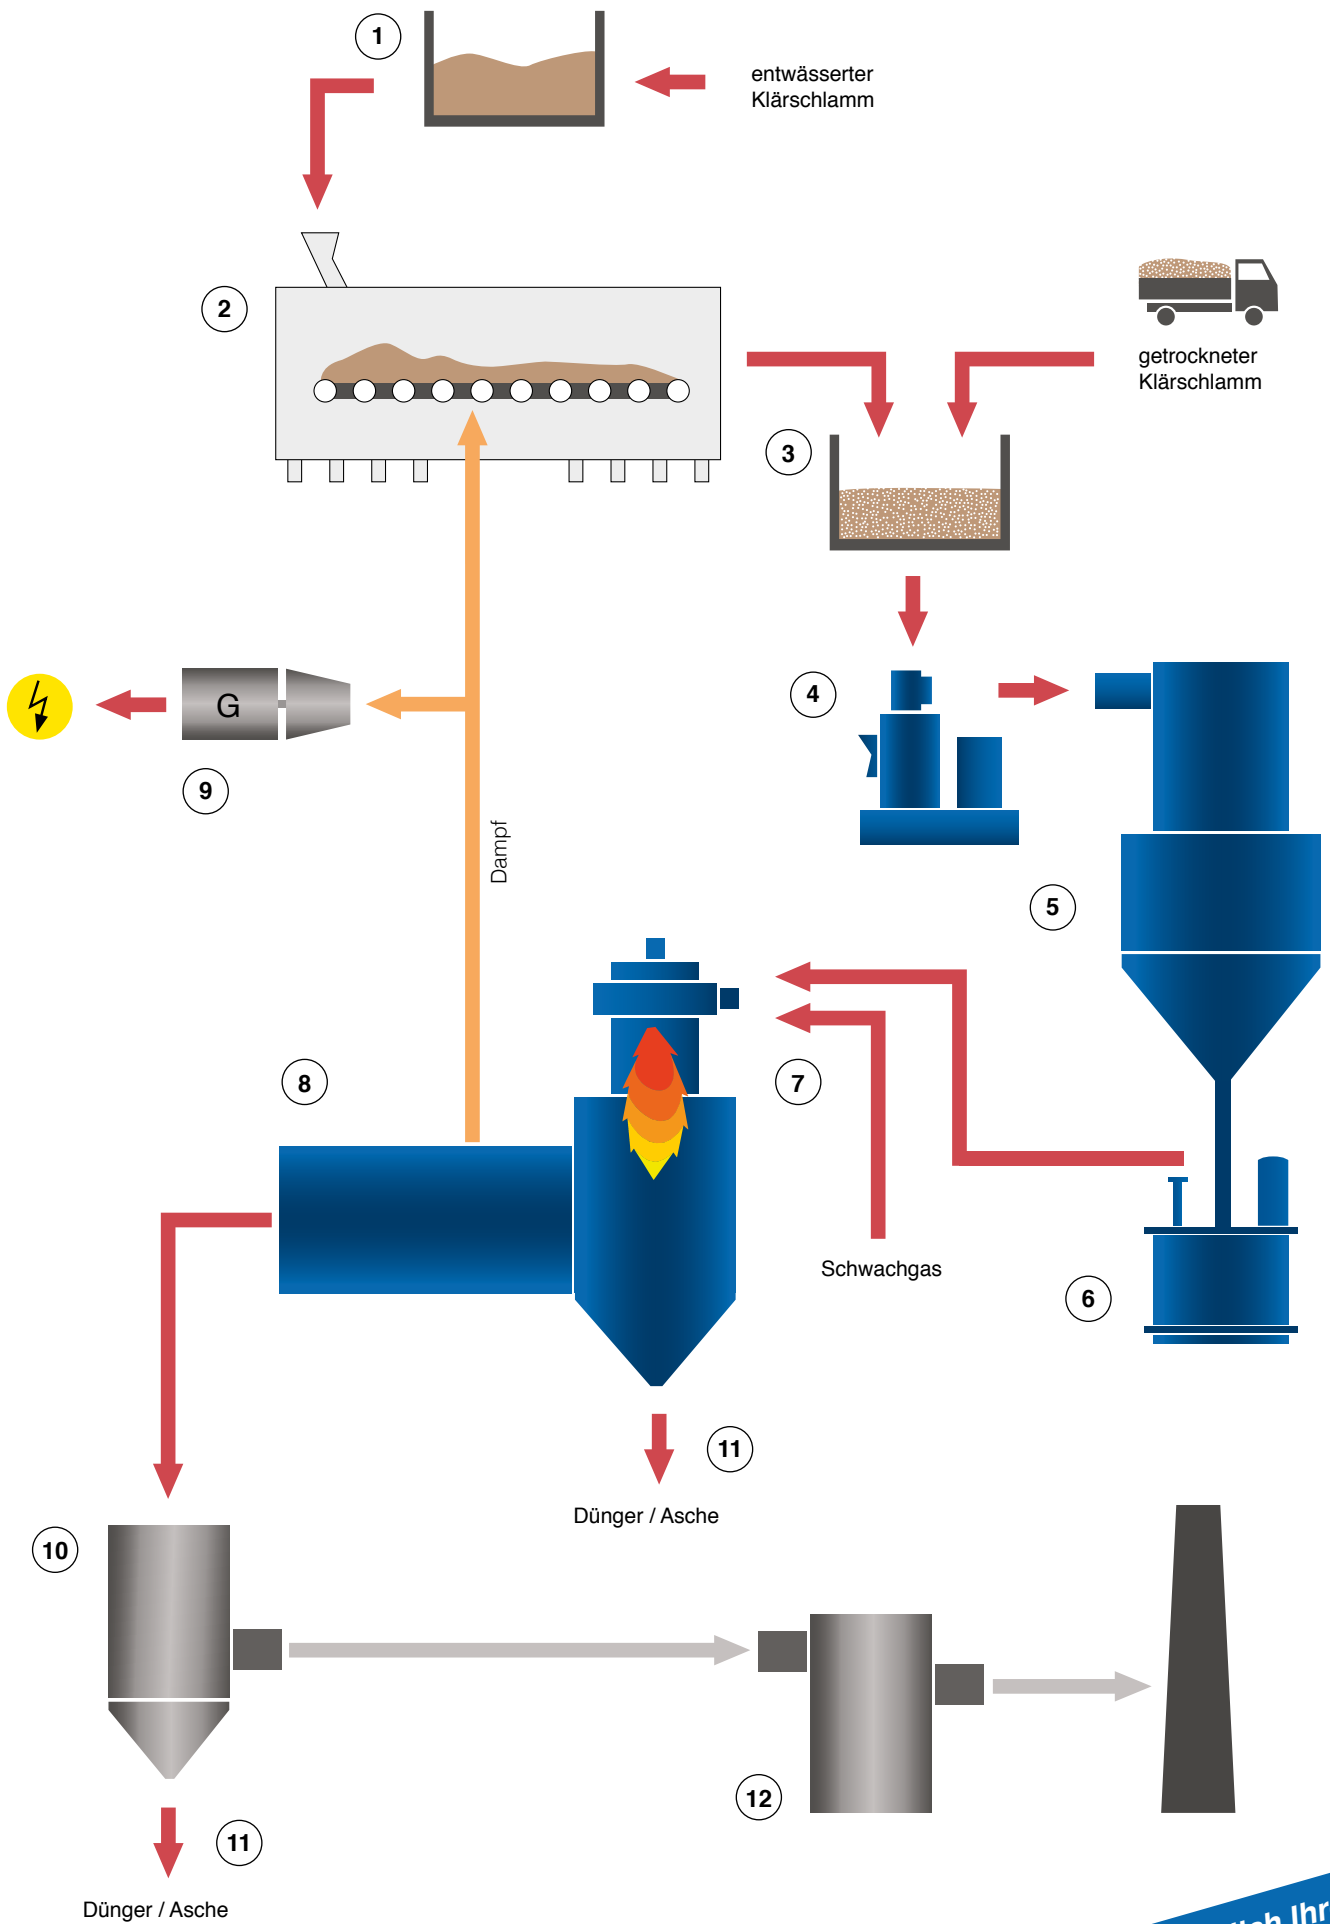 1
entwässerter
Klärschlamm
2
getrockneter
Klärschlamm
3
4
G
9
Dampf
5
8
7
Schwachgas
6
11
Dünger / Asche
10
12
11
Dünger / Asche
Ihr